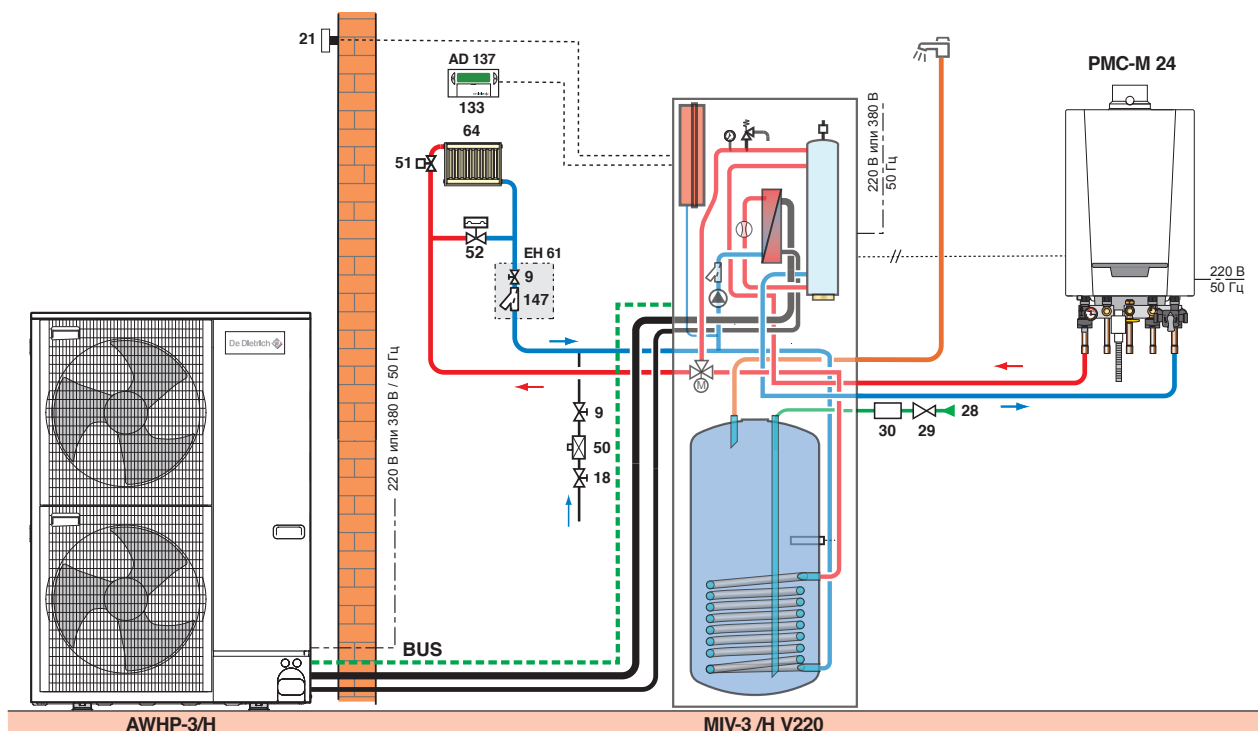 21
AD 137
133
64
51
52
EH 61
9
147
PMC-M 24
220 В или 380 В
50 Гц
220 В
50 Гц
De Dietrich
220 В или 380 В / 50 Гц
M
9
50
18
30
29
28
BUS
AWHP-3/H
MIV-3 /H V220